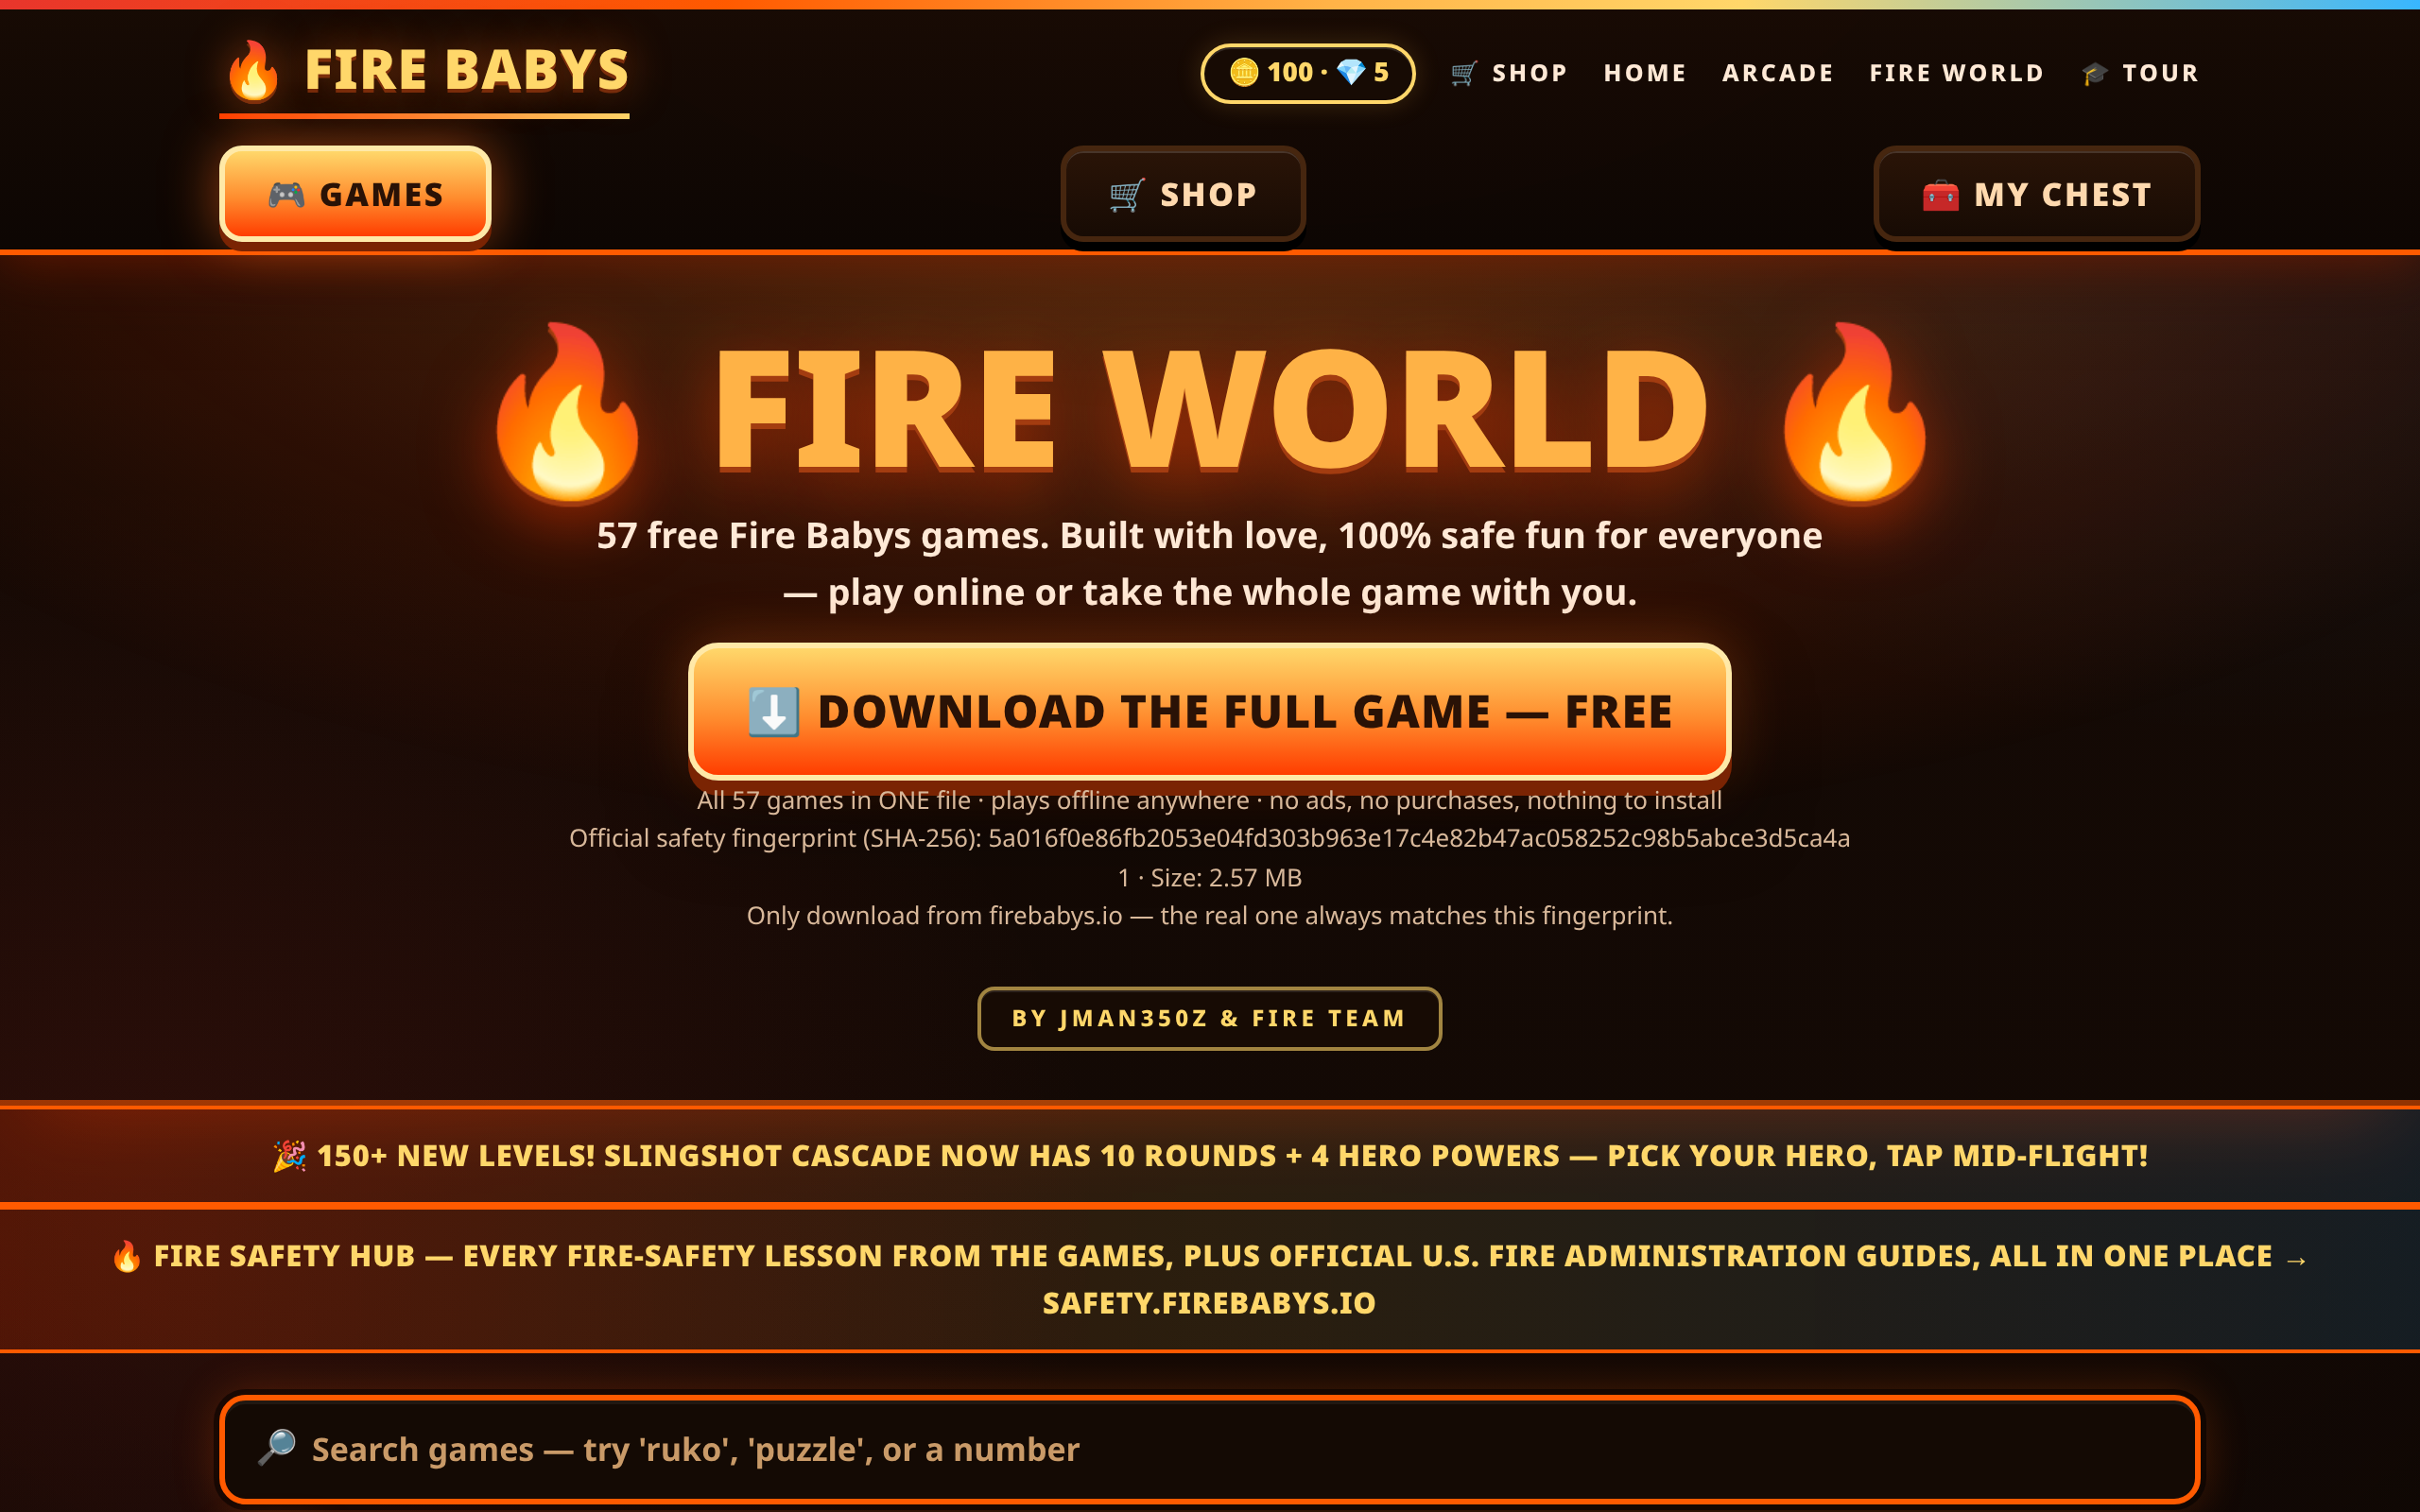 🔥 FIRE BABYS
🪙 100 · 💎 5
🛒 SHOP HOME ARCADE FIRE WORLD 🎓 TOUR
🎮 GAMES
🛒 SHOP
🧰 MY CHEST
🔥 FIRE WORLD 🔥
57 free Fire Babys games. Built with love, 100% safe fun for everyone
— play online or take the whole game with you.
⬇️ DOWNLOAD THE FULL GAME — FREE
All 57 games in ONE file · plays offline anywhere · no ads, no purchases, nothing to install
Official safety fingerprint (SHA-256): 5a016f0e86fb2053e04fd303b963e17c4e82b47ac058252c98b5abce3d5ca4a
1 · Size: 2.57 MB
Only download from firebabys.io — the real one always matches this fingerprint.
BY JMAN350Z & FIRE TEAM
🎉 150+ NEW LEVELS! SLINGSHOT CASCADE NOW HAS 10 ROUNDS + 4 HERO POWERS — PICK YOUR HERO, TAP MID-FLIGHT!
🔥 FIRE SAFETY HUB — EVERY FIRE-SAFETY LESSON FROM THE GAMES, PLUS OFFICIAL U.S. FIRE ADMINISTRATION GUIDES, ALL IN ONE PLACE →
SAFETY.FIREBABYS.IO
🔎 Search games — try 'ruko', 'puzzle', or a number